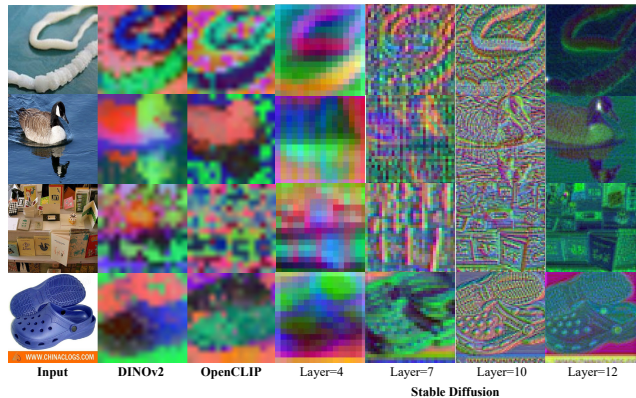 WWW.CHINACLOGS.COM
Input DINOv2 OpenCLIP Layer=4 Layer=7 Layer=10 Layer=12
Stable Diffusion